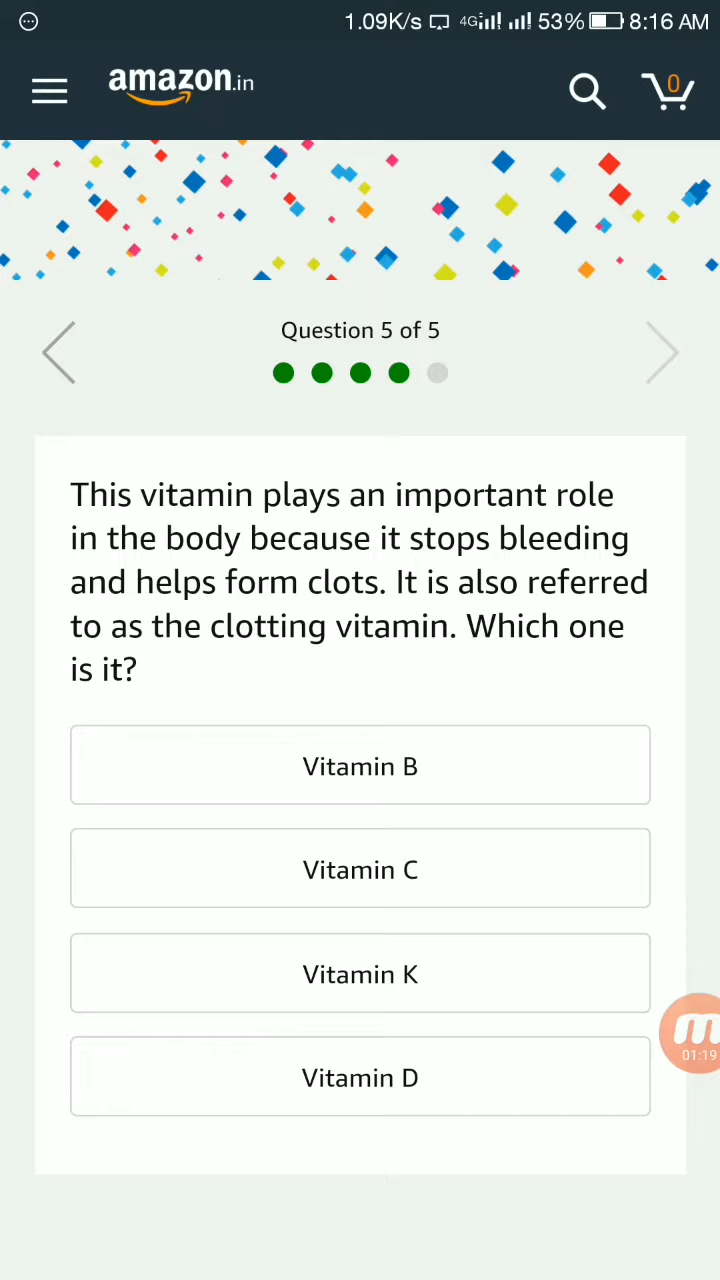 1.09K/s 4G 53% 8:16 AM
amazon.in
0
Question 5 of 5
This vitamin plays an important role
in the body because it stops bleeding
and helps form clots. It is also referred
to as the clotting vitamin. Which one
is it?
Vitamin B
Vitamin C
Vitamin K
m
01:19
Vitamin D